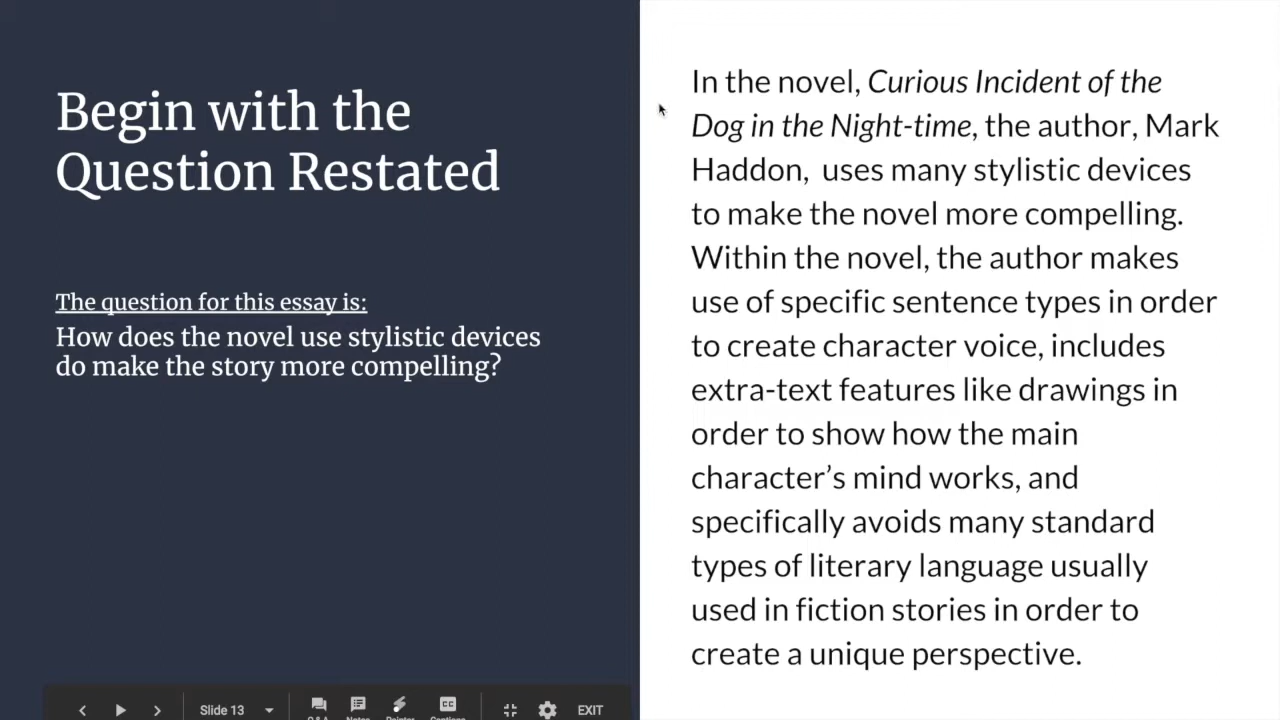 Begin with the
Question Restated
The question for this essay is:
How does the novel use stylistic devices
do make the story more compelling?
In the novel, Curious Incident of the
Dog in the Night-time, the author, Mark
Haddon,  uses many stylistic devices
to make the novel more compelling.
Within the novel, the author makes
use of specific sentence types in order
to create character voice, includes
extra-text features like drawings in
order to show how the main
character’s mind works, and
specifically avoids many standard
types of literary language usually
used in fiction stories in order to
create a unique perspective.
Slide 13
EXIT